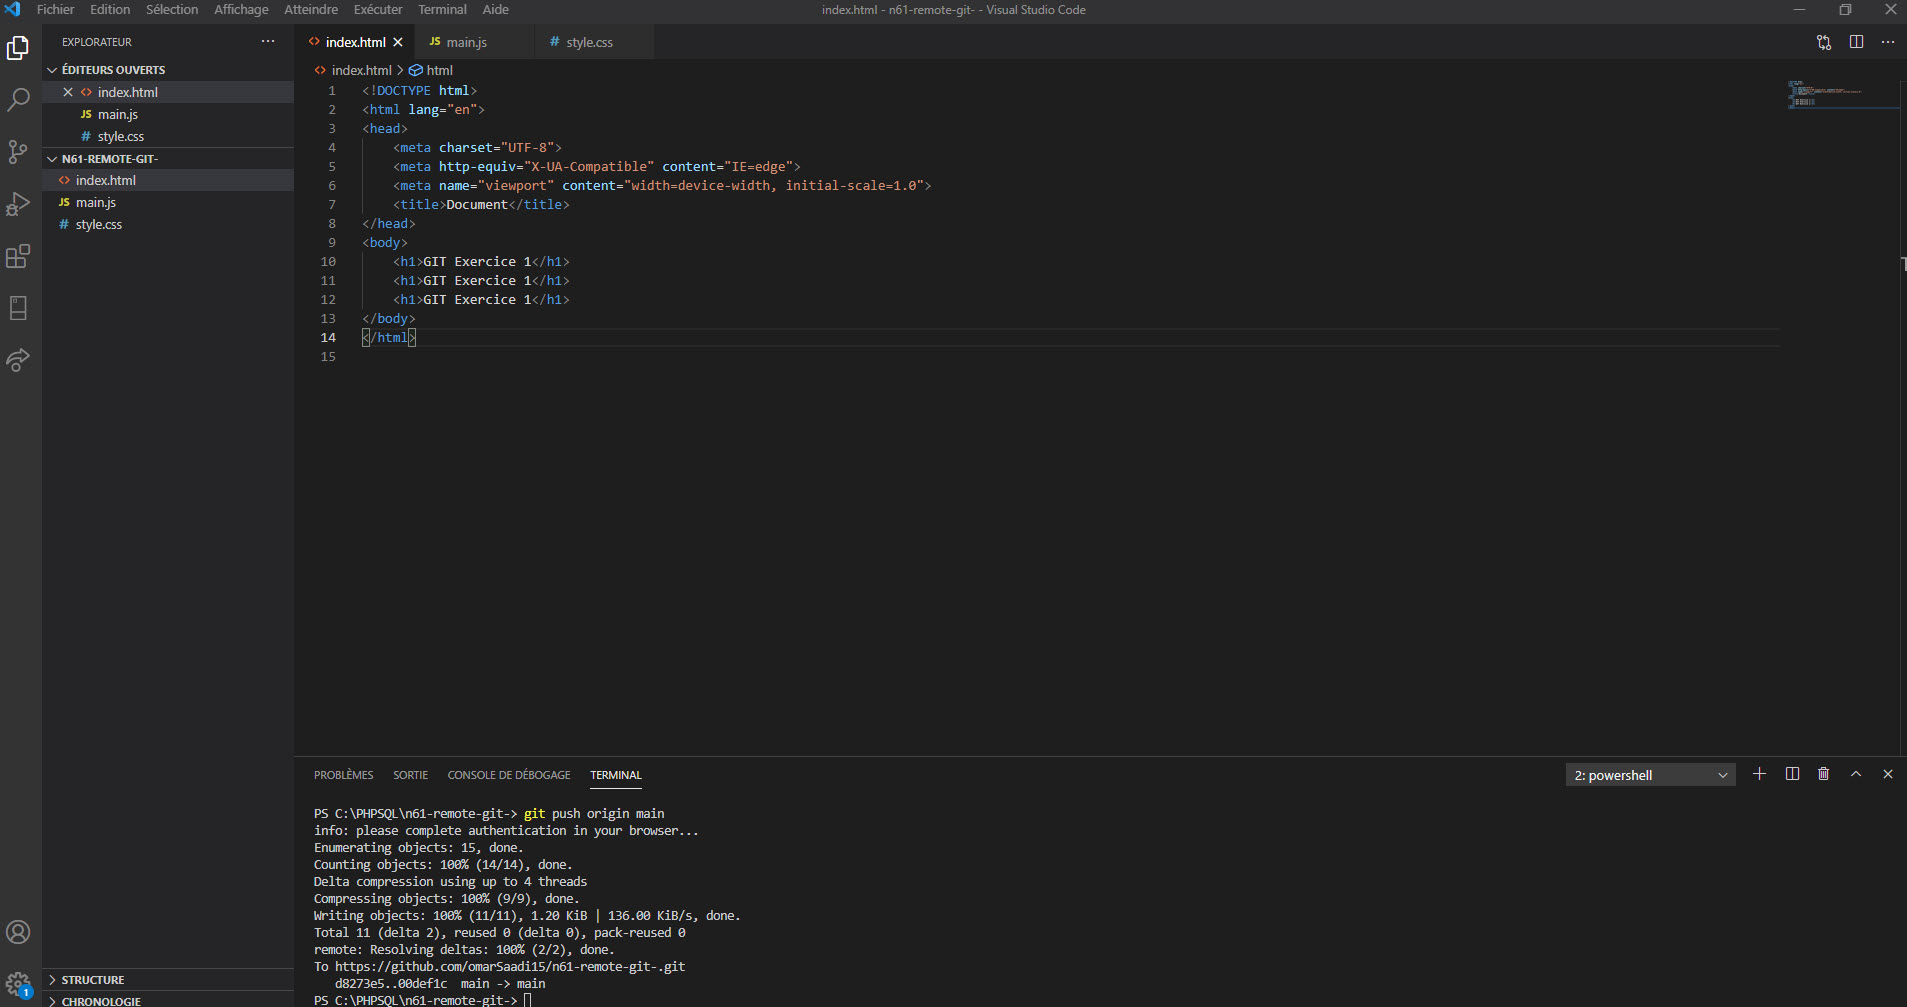 Fichier Edition Sélection Affichage Atteindre Exécuter Terminal Aide
index.html - n61-remote-git- - Visual Studio Code
EXPLORATEUR
ÉDITEURS OUVERTS
index.html
JS main.js
# style.css
N61-REMOTE-GIT-
index.html
JS main.js
# style.css
STRUCTURE
CHRONOLOGIE
1
index.html JS main.js # style.css
index.html > html
1 <!DOCTYPE html>
2 <html lang="en">
3 <head>
4 <meta charset="UTF-8">
5 <meta http-equiv="X-UA-Compatible" content="IE=edge">
6 <meta name="viewport" content="width=device-width, initial-scale=1.0">
7 <title>Document</title>
8 </head>
9 <body>
10 <h1>GIT Exercice 1</h1>
11 <h1>GIT Exercice 1</h1>
12 <h1>GIT Exercice 1</h1>
13 </body>
14 </html>
15
PROBLÈMES SORTIE CONSOLE DE DÉBOGAGE TERMINAL
2: powershell
PS C:\PHPSQL\n61-remote-git-> git push origin main
info: please complete authentication in your browser...
Enumerating objects: 15, done.
Counting objects: 100% (14/14), done.
Delta compression using up to 4 threads
Compressing objects: 100% (9/9), done.
Writing objects: 100% (11/11), 1.20 KiB | 136.00 KiB/s, done.
Total 11 (delta 2), reused 0 (delta 0), pack-reused 0
remote: Resolving deltas: 100% (2/2), done.
To https://github.com/omarSaadi15/n61-remote-git-.git
d8273e5..00def1c main -> main
PS C:\PHPSQL\n61-remote-git->